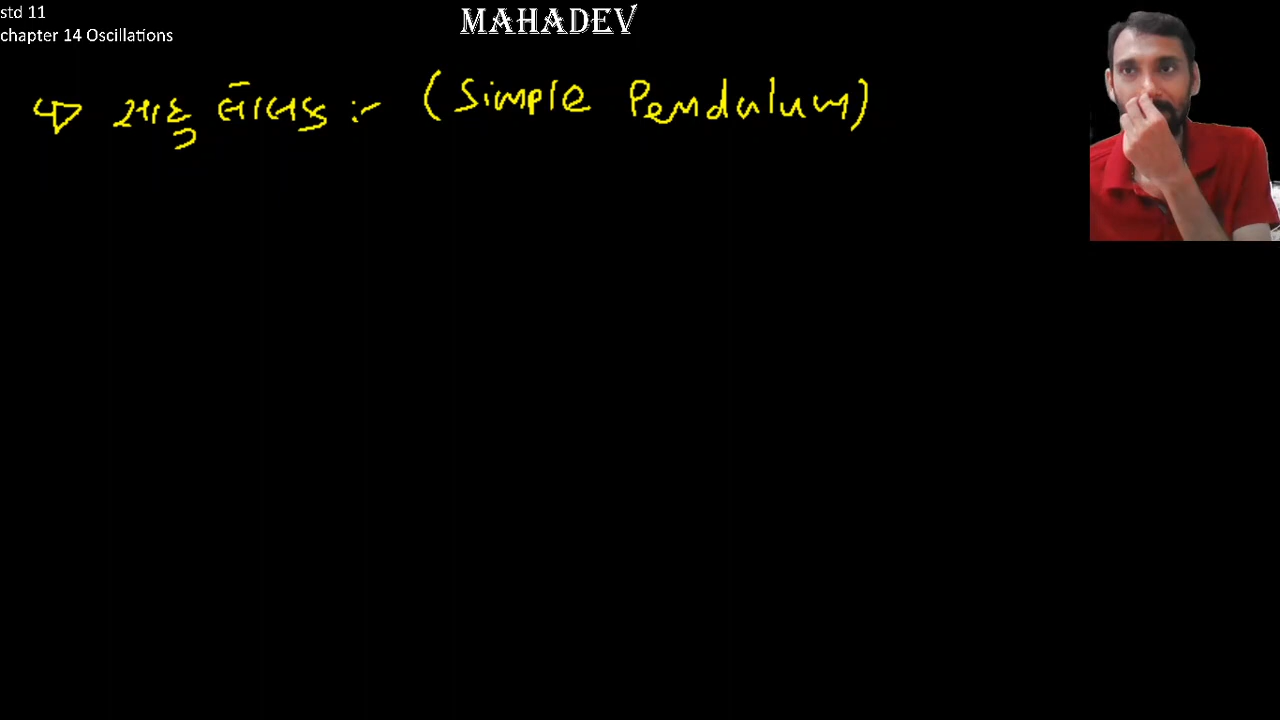 std 11
chapter 14 Oscillations
MAHADEV
સાદુ લોલક :- (Simple Pendulum)